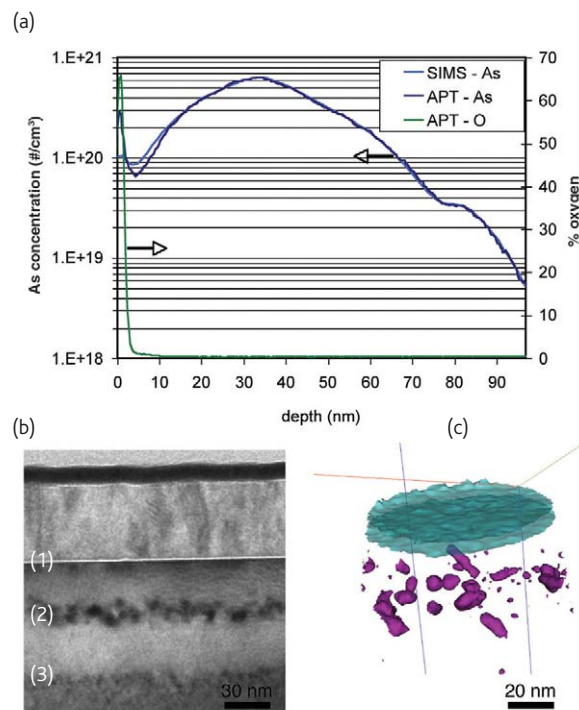 (a)
1.E+21
1.E+20
1.E+19
1.E+18
As concentration (#/cm³)
70
60
50
40
30
20
10
0
% oxygen
SIMS - As
APT - As
APT - O
0 10 20 30 40 50 60 70 80 90
depth (nm)
(b)
(c)
(1)
(2)
(3)
30 nm
20 nm